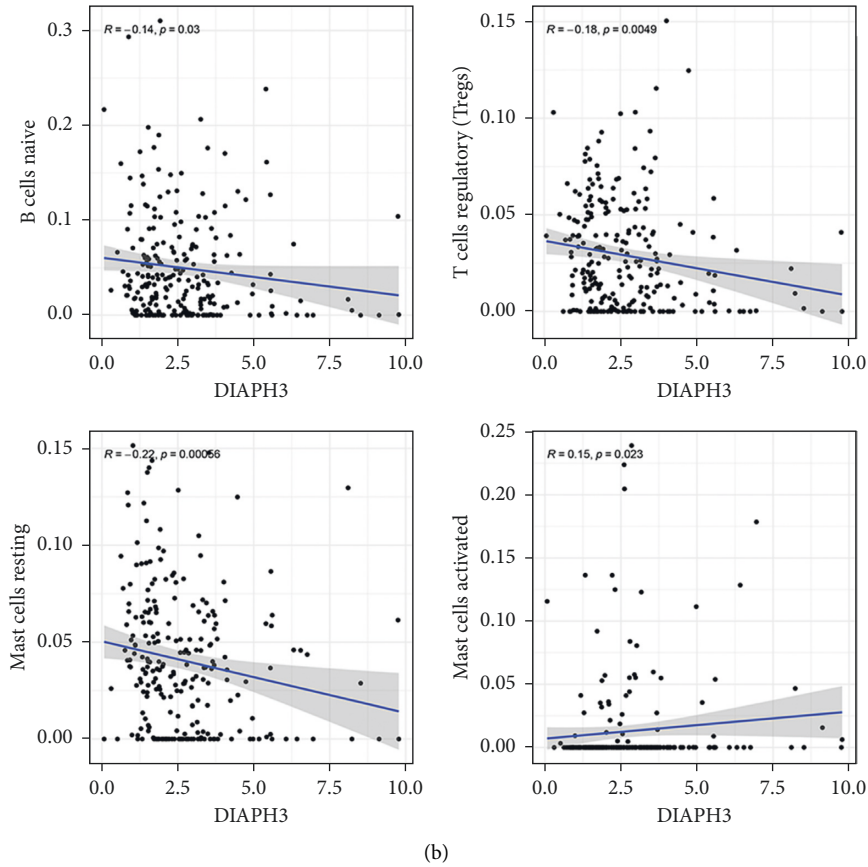 R = −0.14, p = 0.03
B cells naive
0.3
0.2
0.1
0.0
0.0 2.5 5.0 7.5 10.0
DIAPH3
R = −0.18, p = 0.0049
T cells regulatory (Tregs)
0.15
0.10
0.05
0.00
0.0 2.5 5.0 7.5 10.0
DIAPH3
R = −0.22, p = 0.00056
Mast cells resting
0.15
0.10
0.05
0.00
0.0 2.5 5.0 7.5 10.0
DIAPH3
R = 0.15, p = 0.023
Mast cells activated
0.25
0.20
0.15
0.10
0.05
0.00
0.0 2.5 5.0 7.5 10.0
DIAPH3
(b)